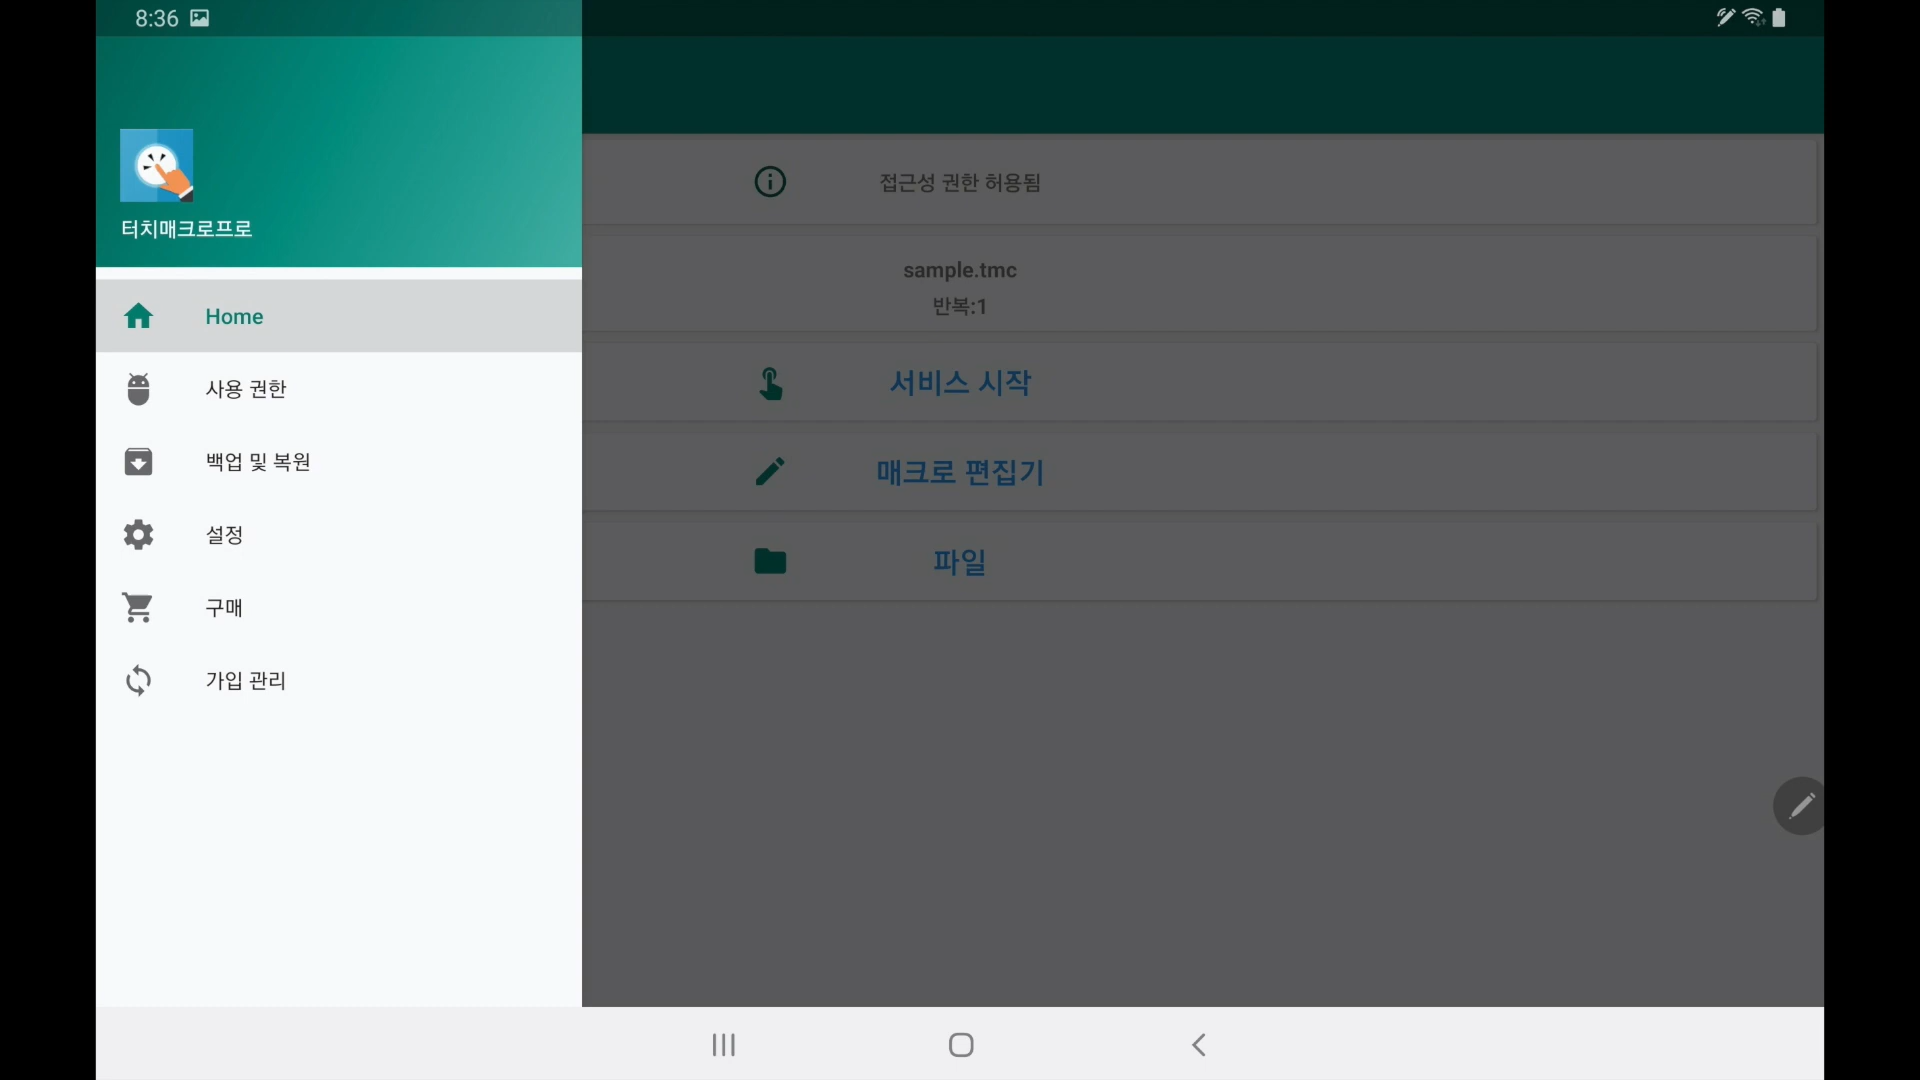 8:36
터치매크로프로
Home
사용 권한
백업 및 복원
설정
구매
가입 관리
접근성 권한 허용됨
sample.tmc
반복:1
서비스 시작
매크로 편집기
파일